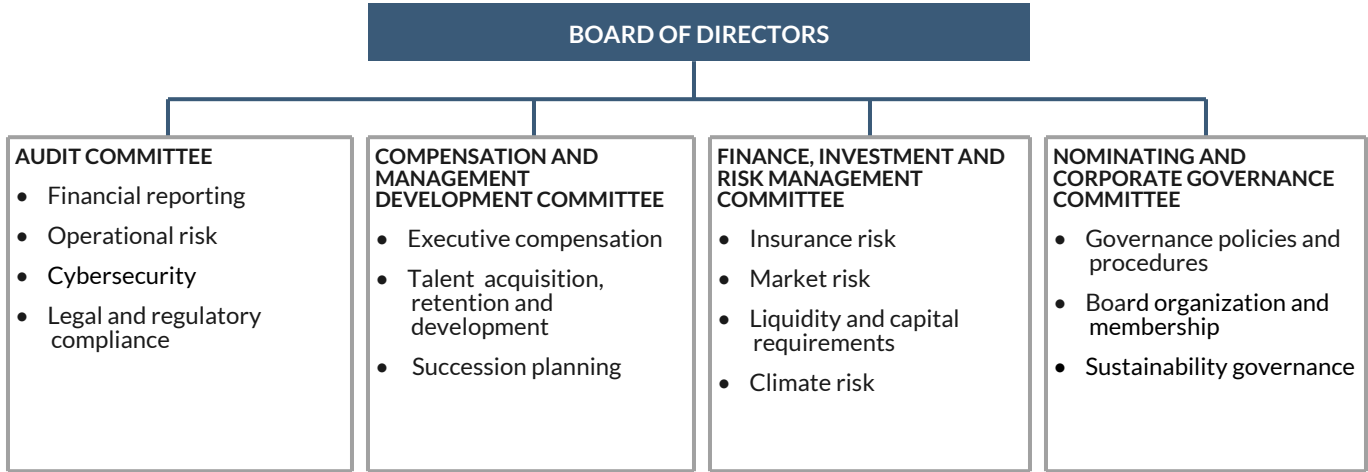 BOARD OF DIRECTORS
AUDIT COMMITTEE
• Financial reporting
• Operational risk
• Cybersecurity
• Legal and regulatory
compliance
COMPENSATION AND
MANAGEMENT
DEVELOPMENT COMMITTEE
• Executive compensation
• Talent acquisition,
retention and
development
• Succession planning
FINANCE, INVESTMENT AND
RISK MANAGEMENT
COMMITTEE
• Insurance risk
• Market risk
• Liquidity and capital
requirements
• Climate risk
NOMINATING AND
CORPORATE GOVERNANCE
COMMITTEE
• Governance policies and
procedures
• Board organization and
membership
• Sustainability governance